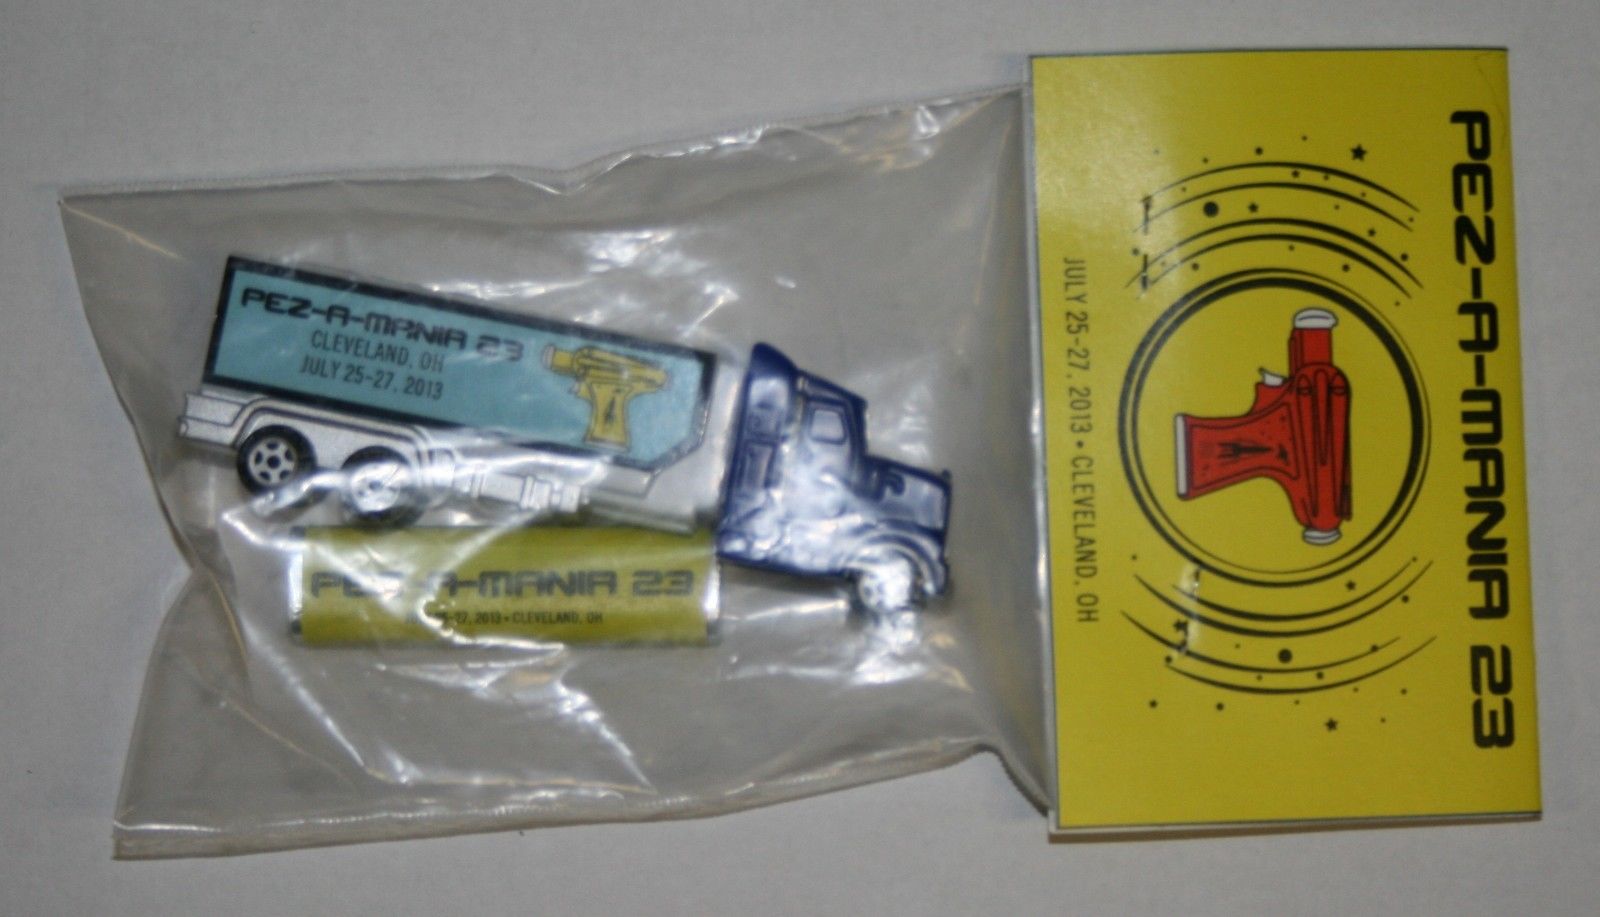 PEZ-A-MANIA 23
CLEVELAND, OH
JULY 25-27, 2013
PEZ-A-MANIA 23
27, 2013 • CLEVELAND, OH
PEZ-A-MANIA 23
JULY 25-27, 2013 • CLEVELAND, OH